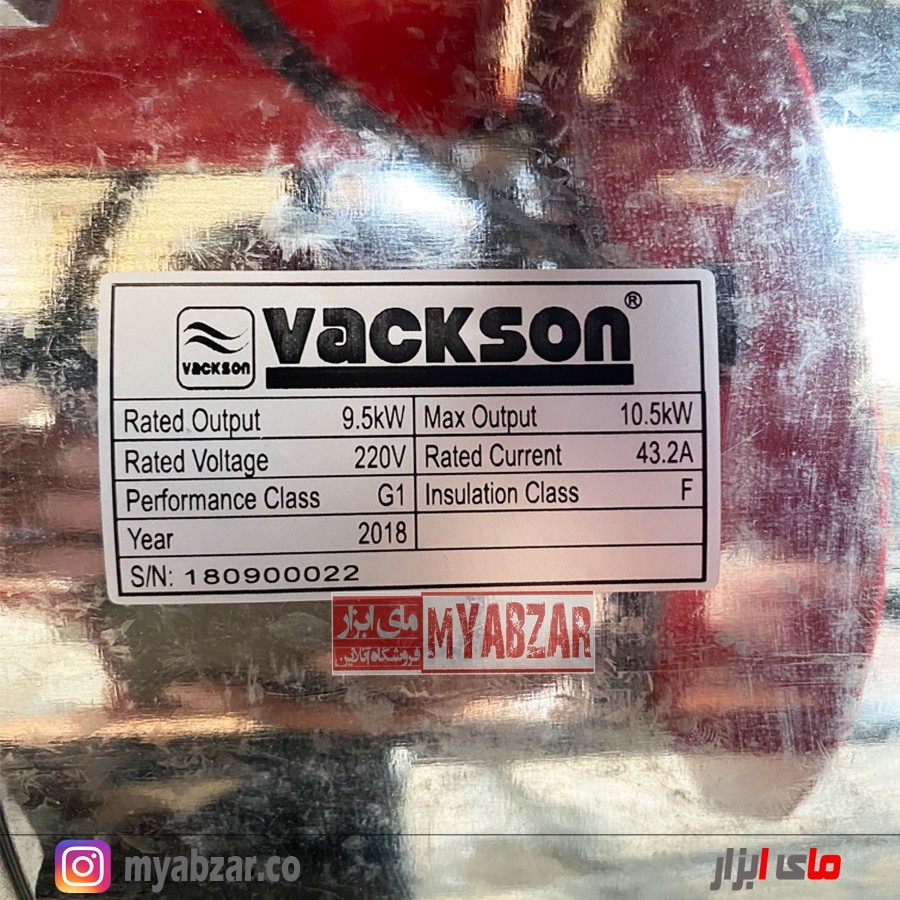 vackson
vackson®
Rated Output 9.5kW Max Output 10.5kW
Rated Voltage 220V Rated Current 43.2A
Performance Class G1 Insulation Class F
Year 2018
S/N: 180900022
مای ابزار
فروشگاه آنلاین
MYABZAR
myabzar.co
مای ابزار